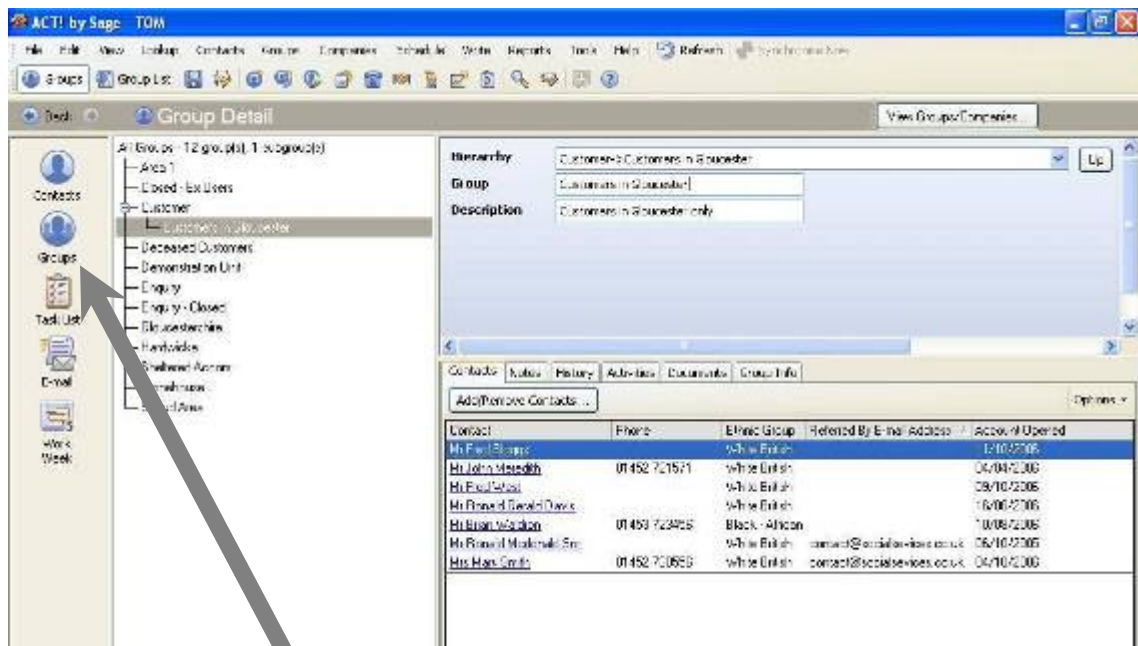 ACT! by Sage TOM
File Edit View Lookup Contacts Groups Companies Schedule Write Reports Tools Help Refresh
Groups Group List
Back Group Detail View Groups/Companies
Contacts
Groups
Task List
E-mail
Work
Week
All Groups - 12 group(s), 1 subgroup(s)
Area 1
Closed - Ex Users
Customer
Customers in Gloucester
Deceased Customers
Demonstration Unit
Enquiry
Enquiry - Closed
Gloucestershire
Hardwicke
Sheltered Accom
Area
Hierarchy Customer-> Customers in Gloucester Up
Group Customers in Gloucester
Description Customers in Gloucester only
Contacts Notes History Activities Documents Group Info
Add/Remove Contacts ... Options
Contact Phone Ethnic Group Referred By E-mail Address Account Opened
Mr Fred Bloggs White British
Mr John Meredith White British 04/04/2006
Mr Fred West White British 09/10/2006
Mr Ronald Gerald Davis White British
Mr Brian Waldron 01453 723456 Black - African
Mr Ronald Mcdonald Snr White British
Mrs Mary Smith White British 04/10/2006